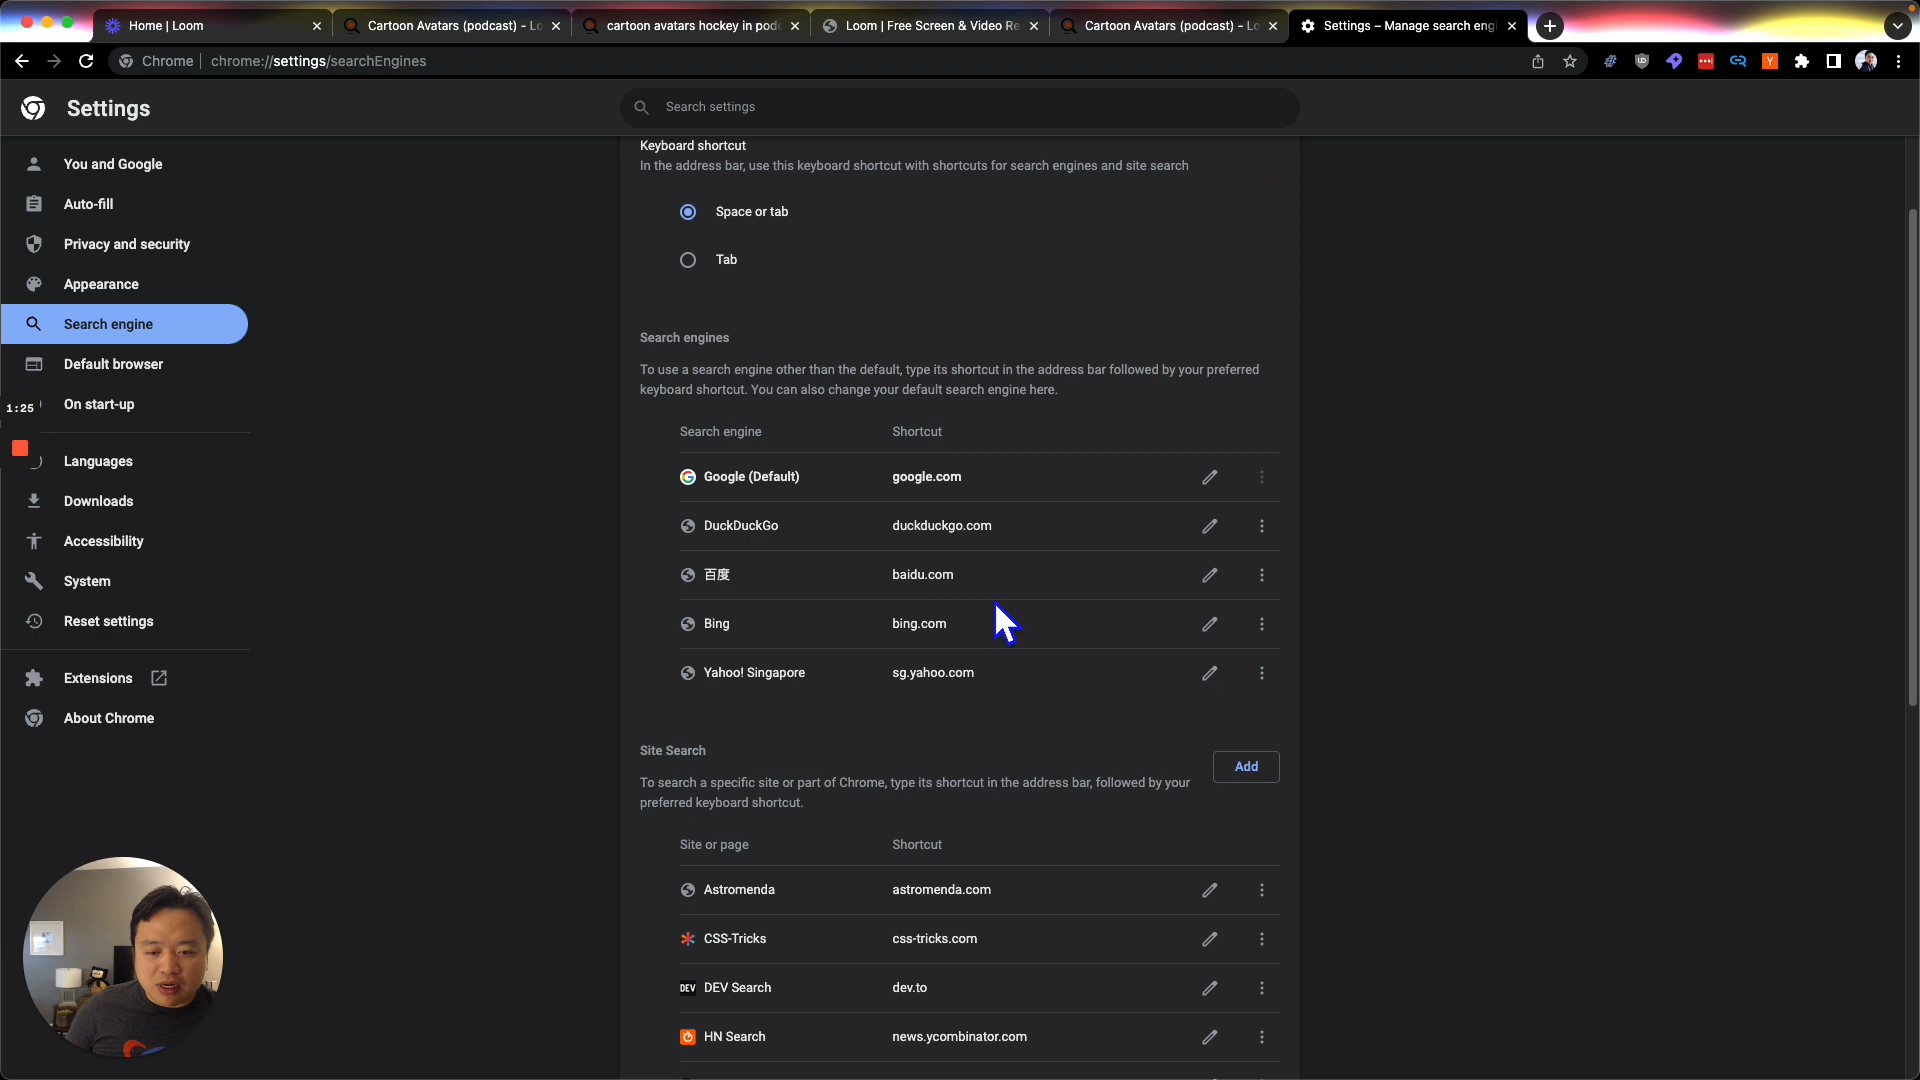 Home | Loom
Cartoon Avatars (podcast) - Lo
cartoon avatars hockey in pod
Loom | Free Screen & Video Re
Cartoon Avatars (podcast) - Lo
Settings – Manage search engi
Chrome
chrome://settings/searchEngines
Settings
Search settings
You and Google
Auto-fill
Privacy and security
Appearance
Search engine
Default browser
On start-up
1:25
Languages
Downloads
Accessibility
System
Reset settings
Extensions
About Chrome
Keyboard shortcut
In the address bar, use this keyboard shortcut with shortcuts for search engines and site search
Space or tab
Tab
Search engines
To use a search engine other than the default, type its shortcut in the address bar followed by your preferred
keyboard shortcut. You can also change your default search engine here.
Search engine Shortcut
Google (Default) google.com
DuckDuckGo duckduckgo.com
百度 baidu.com
Bing bing.com
Yahoo! Singapore sg.yahoo.com
Site Search
Add
To search a specific site or part of Chrome, type its shortcut in the address bar, followed by your
preferred keyboard shortcut.
Site or page Shortcut
Astromenda astromenda.com
CSS-Tricks css-tricks.com
DEV DEV Search dev.to
HN Search news.ycombinator.com